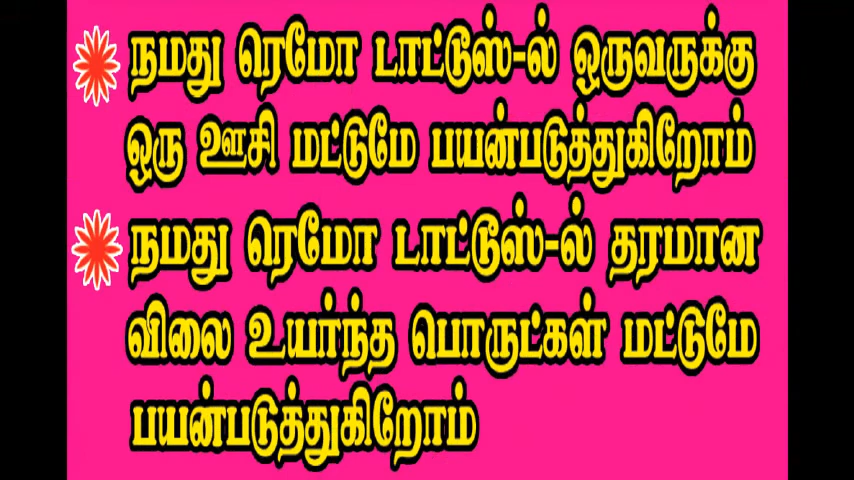 நமது ரெமோ டாட்டூஸ்-ல் ஒருவருக்கு
ஒரு ஊசி மட்டுமே பயன்படுத்துகிறோம்
நமது ரெமோ டாட்டூஸ்-ல் தரமான
விலை உயர்ந்த பொருட்கள் மட்டுமே
பயன்படுத்துகிறோம்